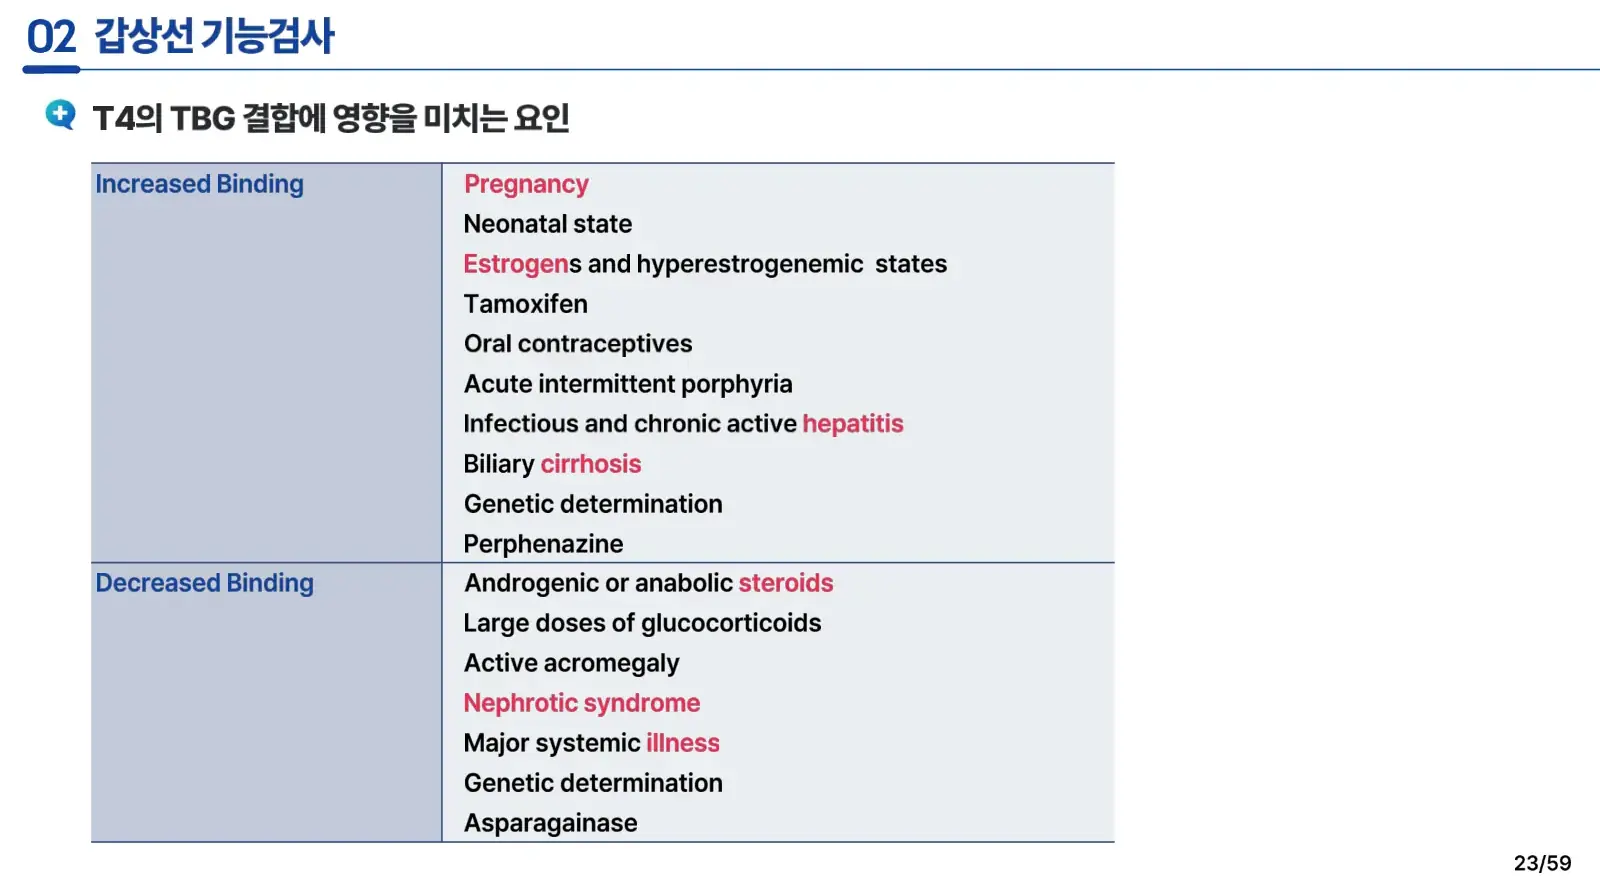 02 갑상선 기능검사
T4의 TBG 결합에 영향을 미치는 요인
Increased Binding
Pregnancy
Neonatal state
Estrogens and hyperestrogenemic states
Tamoxifen
Oral contraceptives
Acute intermittent porphyria
Infectious and chronic active hepatitis
Biliary cirrhosis
Genetic determination
Perphenazine
Decreased Binding
Androgenic or anabolic steroids
Large doses of glucocorticoids
Active acromegaly
Nephrotic syndrome
Major systemic illness
Genetic determination
Asparagainase
23/59